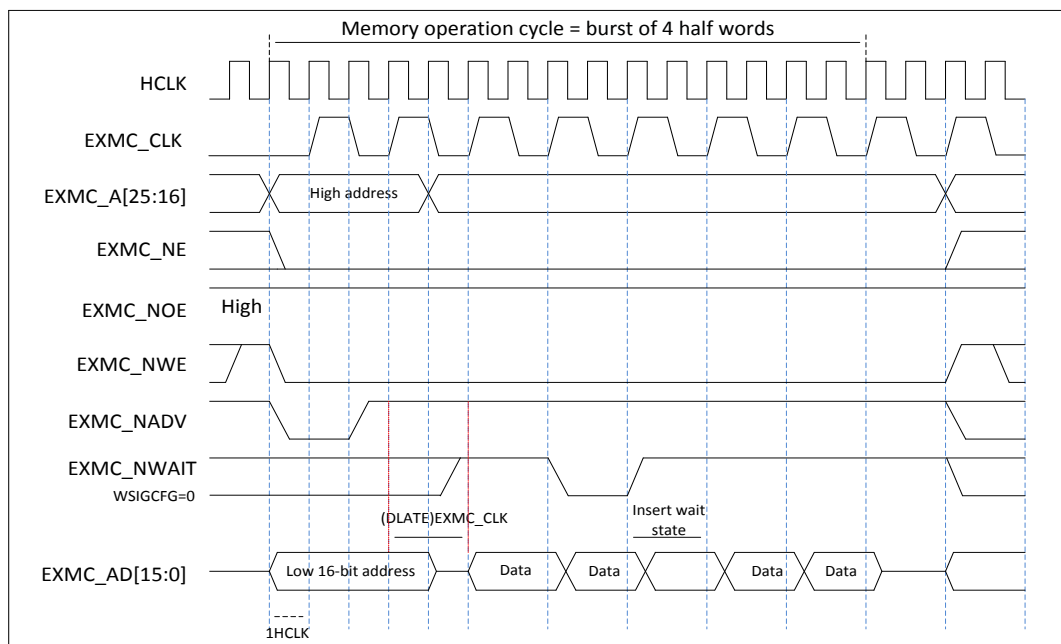 Memory operation cycle = burst of 4 half words
HCLK
EXMC_CLK
EXMC_A[25:16]
High address
EXMC_NE
EXMC_NOE
High
EXMC_NWE
EXMC_NADV
EXMC_NWAIT
WSIGCFG=0
(DLATE)EXMC_CLK
Insert wait
state
EXMC_AD[15:0]
Low 16-bit address
Data
Data
Data
Data
1HCLK